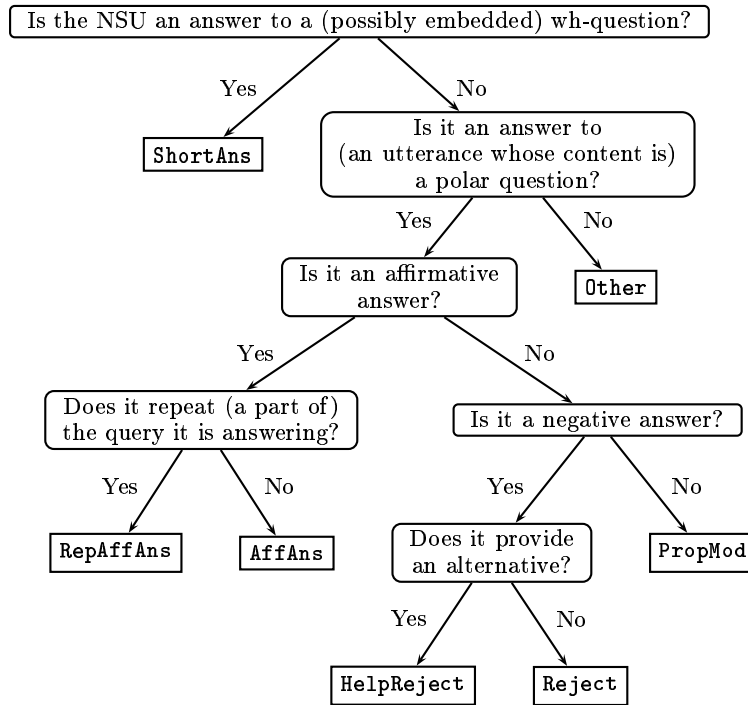 Is the NSU an answer to a (possibly embedded) wh-question?
Yes
No
ShortAns
Is it an answer to
(an utterance whose content is)
a polar question?
Yes
No
Is it an affirmative
answer?
Other
Yes
No
Does it repeat (a part of)
the query it is answering?
Is it a negative answer?
Yes
No
Yes
No
RepAffAns
AffAns
Does it provide
an alternative?
PropMod
Yes
No
HelpReject
Reject